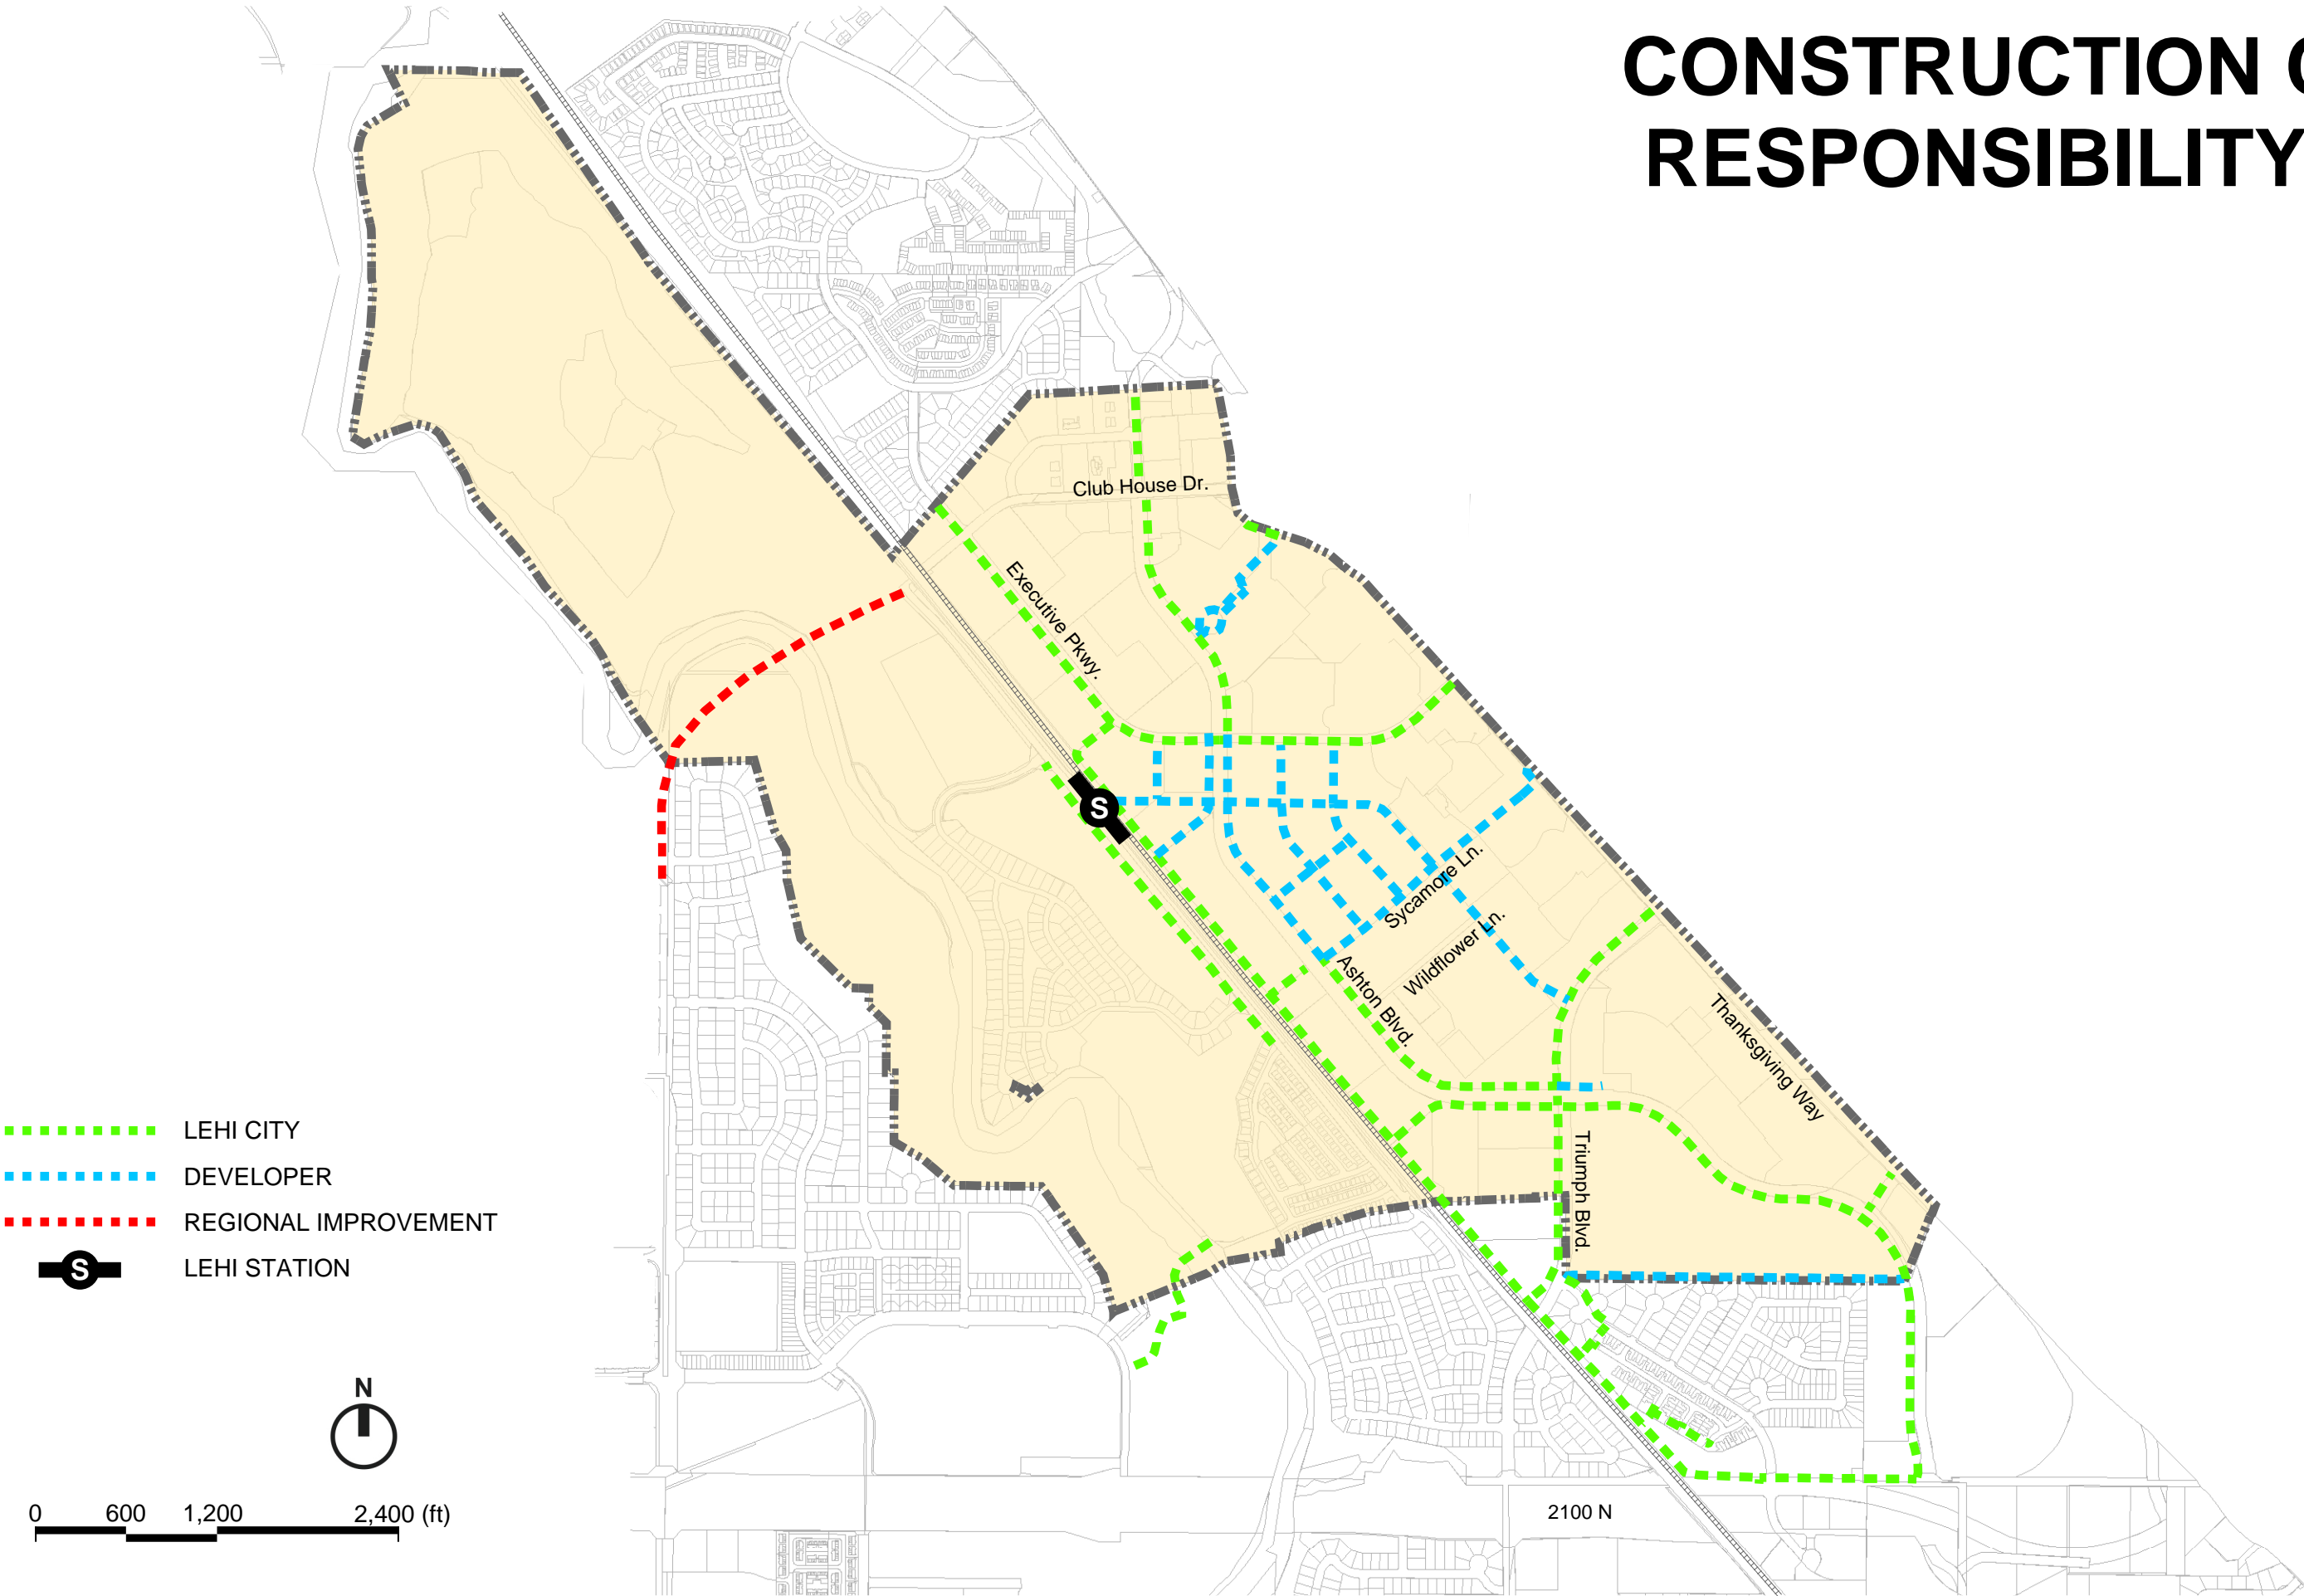 CONSTRUCTION
RESPONSIBILITY
Club House Dr.
Executive Pkwy.
S
Sycamore Ln.
Wildflower Ln.
Ashton Blvd.
Thanksgiving Way
Triumph Blvd.
LEHI CITY
DEVELOPER
REGIONAL IMPROVEMENT
S LEHI STATION
N
0 600 1,200 2,400 (ft)
2100 N